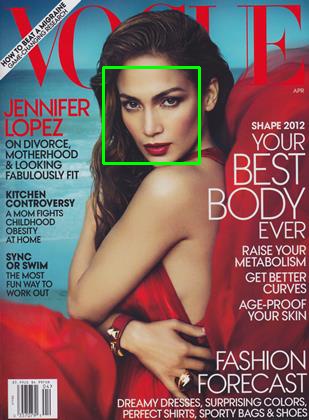 VOGUE
HOW TO BEAT A MIGRAINE
GAME-CHANGING RESEARCH
APR
JENNIFER
LOPEZ
ON DIVORCE,
MOTHERHOOD
& LOOKING
FABULOUSLY FIT
KITCHEN
CONTROVERSY
A MOM FIGHTS
CHILDHOOD
OBESITY
AT HOME
SYNC
OR SWIM
THE MOST
FUN WAY TO
WORK OUT
SHAPE 2012
YOUR
BEST
BODY
EVER
RAISE YOUR
METABOLISM
GET BETTER
CURVES
AGE-PROOF
YOUR SKIN
FASHION
FORECAST
DREAMY DRESSES, SURPRISING COLORS,
PERFECT SHIRTS, SPORTY BAGS & SHOES